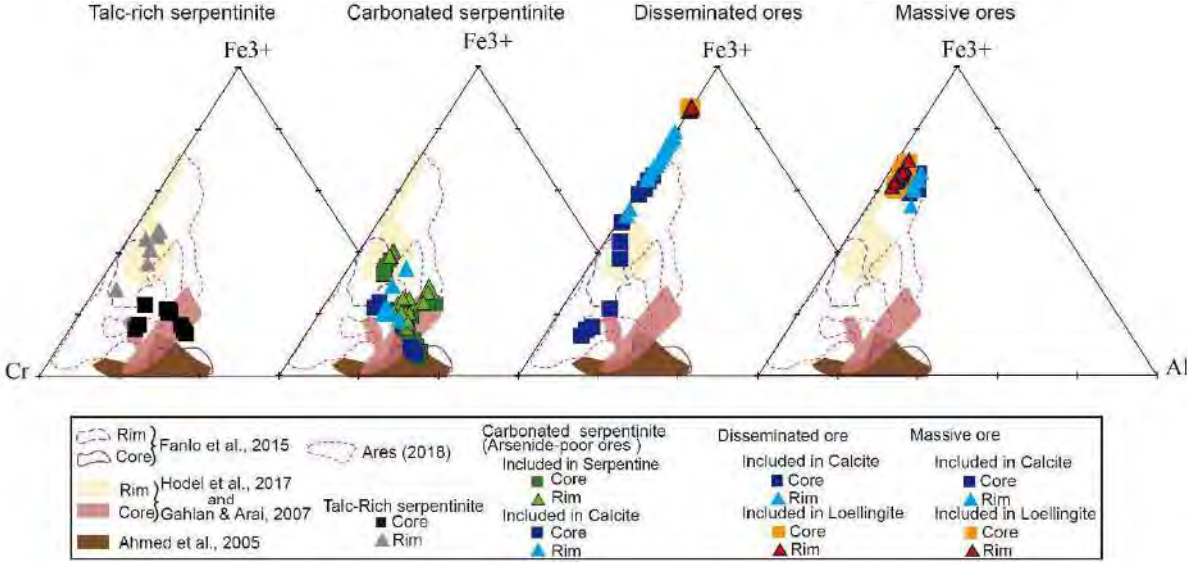 Talc-rich serpentinite Carbonated serpentinite Disseminated ores Massive ores
Fe3+ Fe3+ Fe3+ Fe3+
Cr Al
Rim
Core
Fanlo et al., 2015
Rim
Core
Hodel et al., 2017
and
Gahlan & Arai, 2007
Ahmed et al., 2005
Ares (2018)
Talc-Rich serpentinite
Core
Rim
Carbonated serpentinite
(Arsenide-poor ores )
Included in Serpentine
Core
Rim
Included in Calcite
Core
Rim
Disseminated ore
Included in Calcite
Core
Rim
Included in Loellingite
Core
Rim
Massive ore
Included in Calcite
Core
Rim
Included in Loellingite
Core
Rim